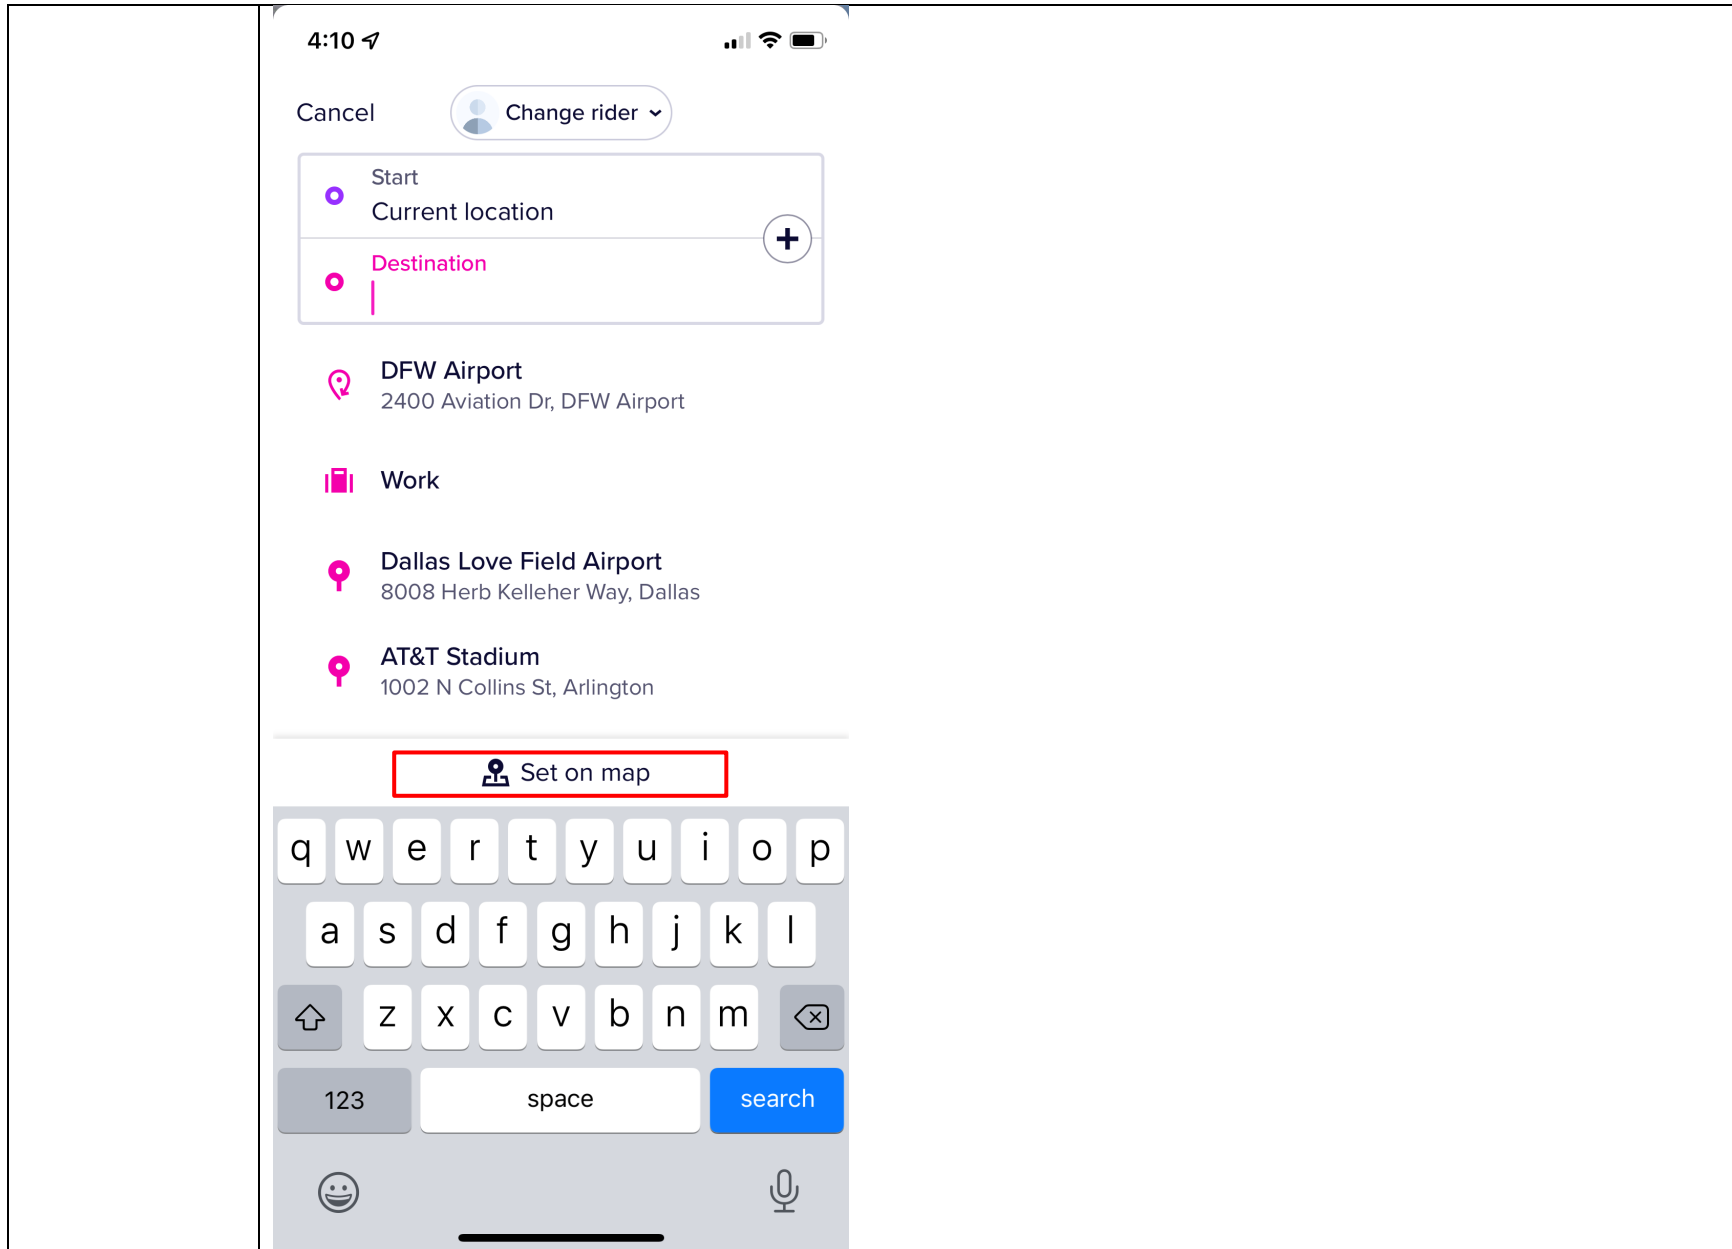 4:10
Cancel
Change rider
Start
Current location
Destination
DFW Airport
2400 Aviation Dr, DFW Airport
Work
Dallas Love Field Airport
8008 Herb Kelleher Way, Dallas
AT&T Stadium
1002 N Collins St, Arlington
Set on map
q w e r t y u i o p
a s d f g h j k l
z x c v b n m
123 space search